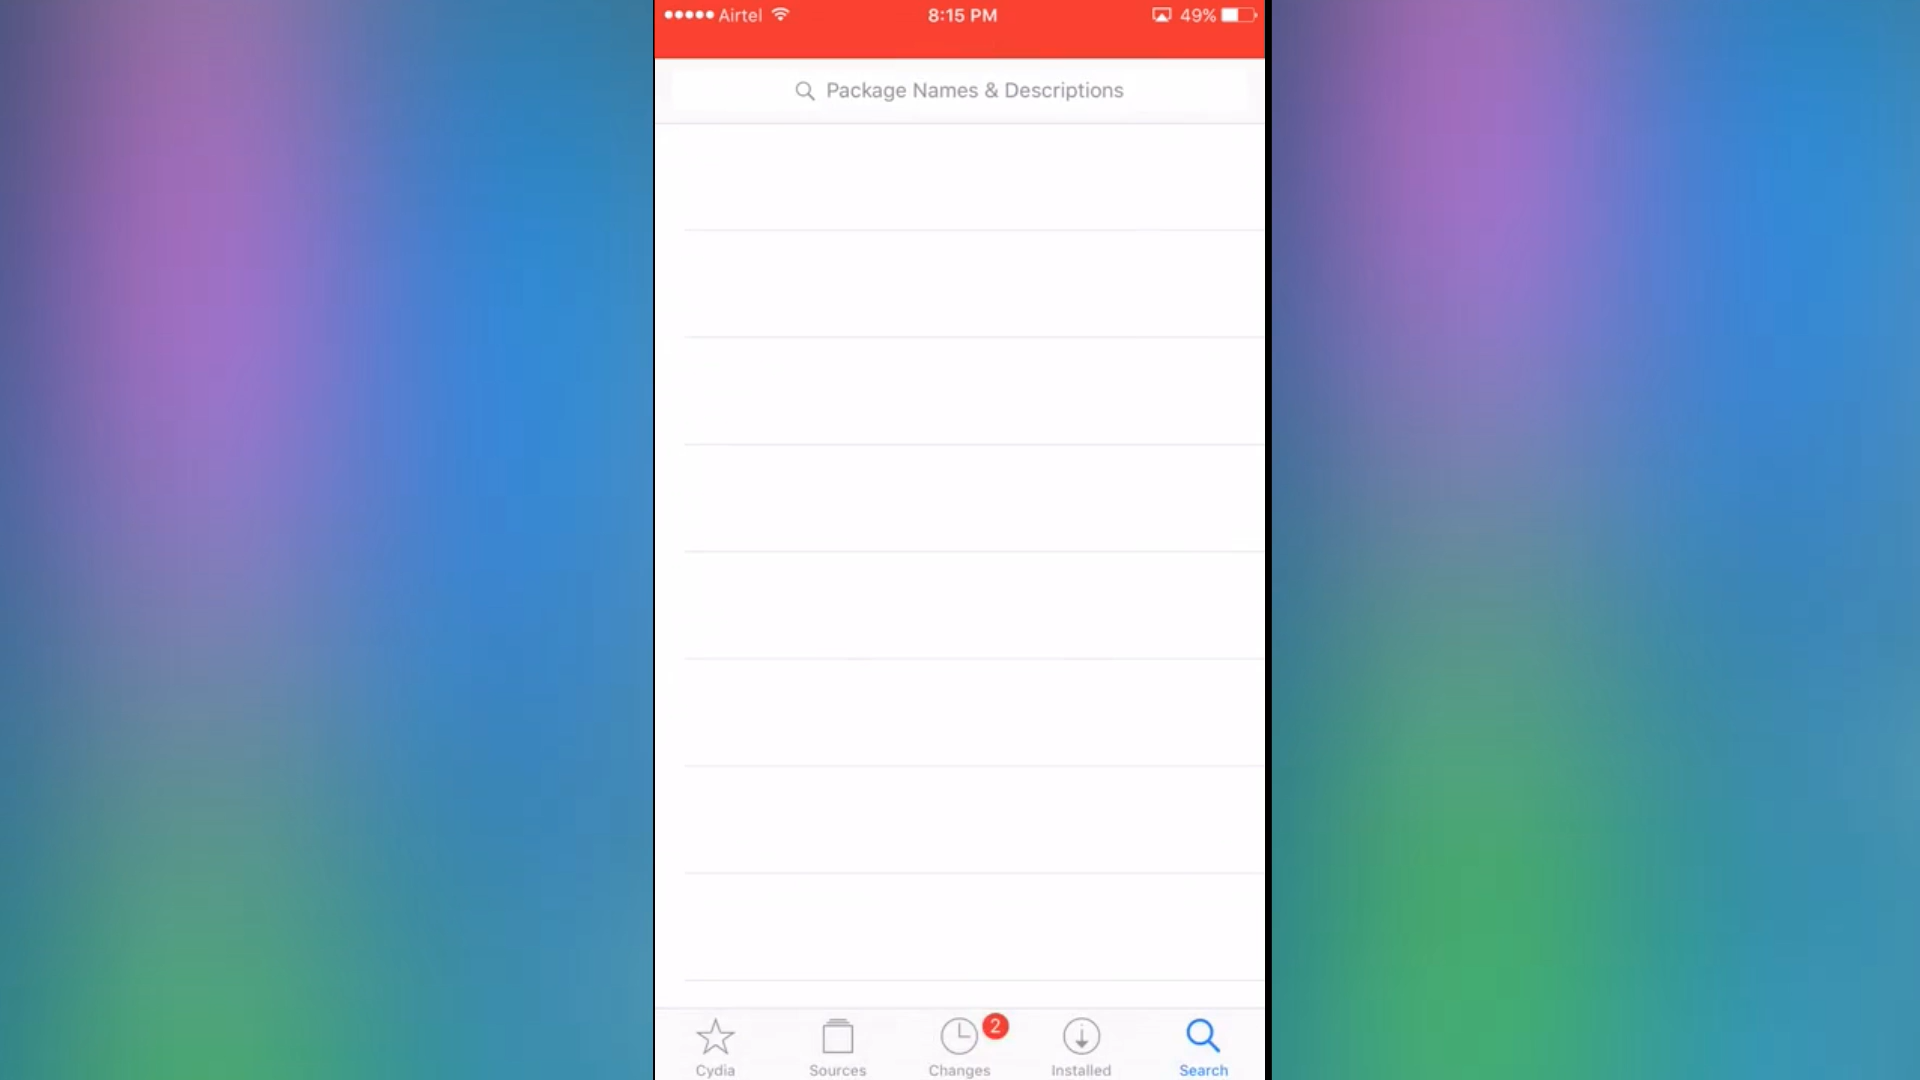 Airtel
8:15 PM
49%
Package Names & Descriptions
2
Cydia
Sources
Changes
Installed
Search